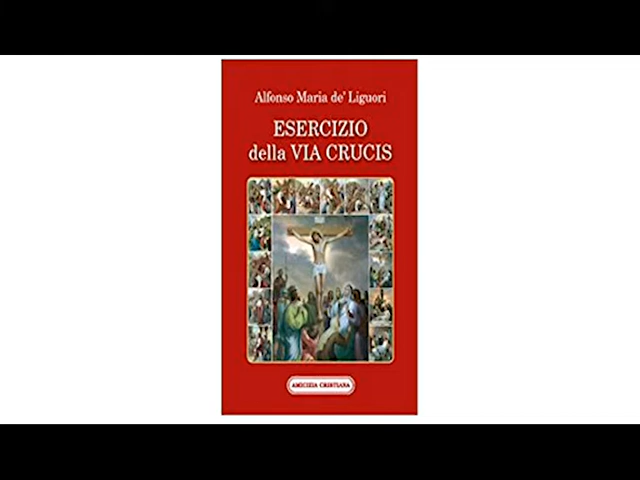 Alfonso Maria de' Liguori
ESERCIZIO
della VIA CRUCIS
AMICIZIA CRISTIANA